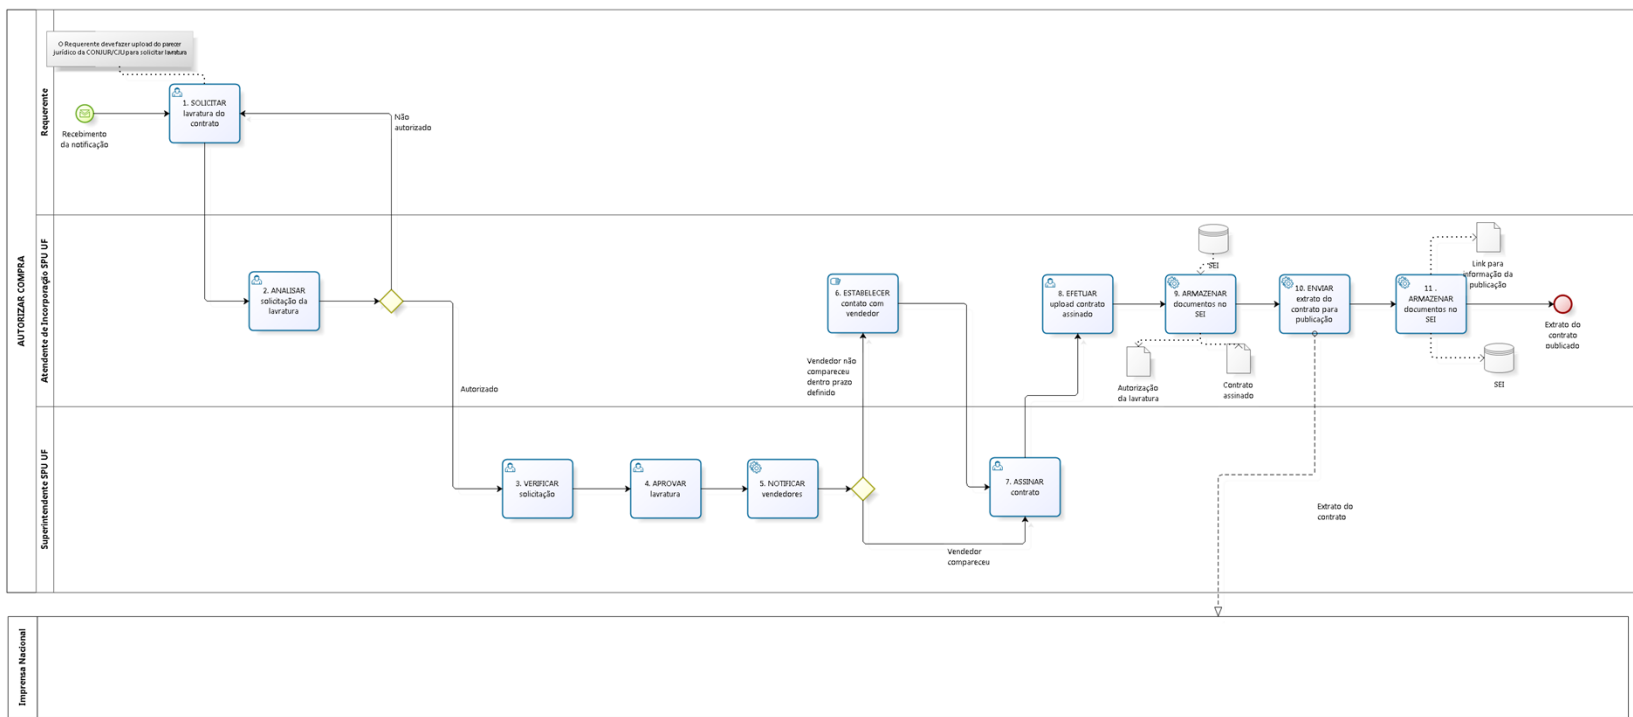 AUTORIZAR COMPRA
Requerente
O Requerente deve fazer upload do parecer
jurídico da CONJUR/CJU para solicitar lavratura
Recebimento
da notificação
1. SOLICITAR
lavratura do
contrato
Não
autorizado
Atendente de Incorporação SPU UF
2. ANALISAR
solicitação da
lavratura
Autorizado
6. ESTABELECER
contato com
vendedor
Vendedor não
compareceu
dentro prazo
definido
8. EFETUAR
upload contrato
assinado
SEI
9. ARMAZENAR
documentos no
SEI
Autorização
da lavratura
Contrato
assinado
10. ENVIAR
extrato do
contrato para
publicação
11 .
ARMAZENAR
documentos no
SEI
Link para
informação da
publicação
SEI
Extrato do
contrato
publicado
Superintendente SPU UF
3. VERIFICAR
solicitação
4. APROVAR
lavratura
5. NOTIFICAR
vendedores
7. ASSINAR
contrato
Vendedor
compareceu
Extrato do
contrato
Imprensa Nacional